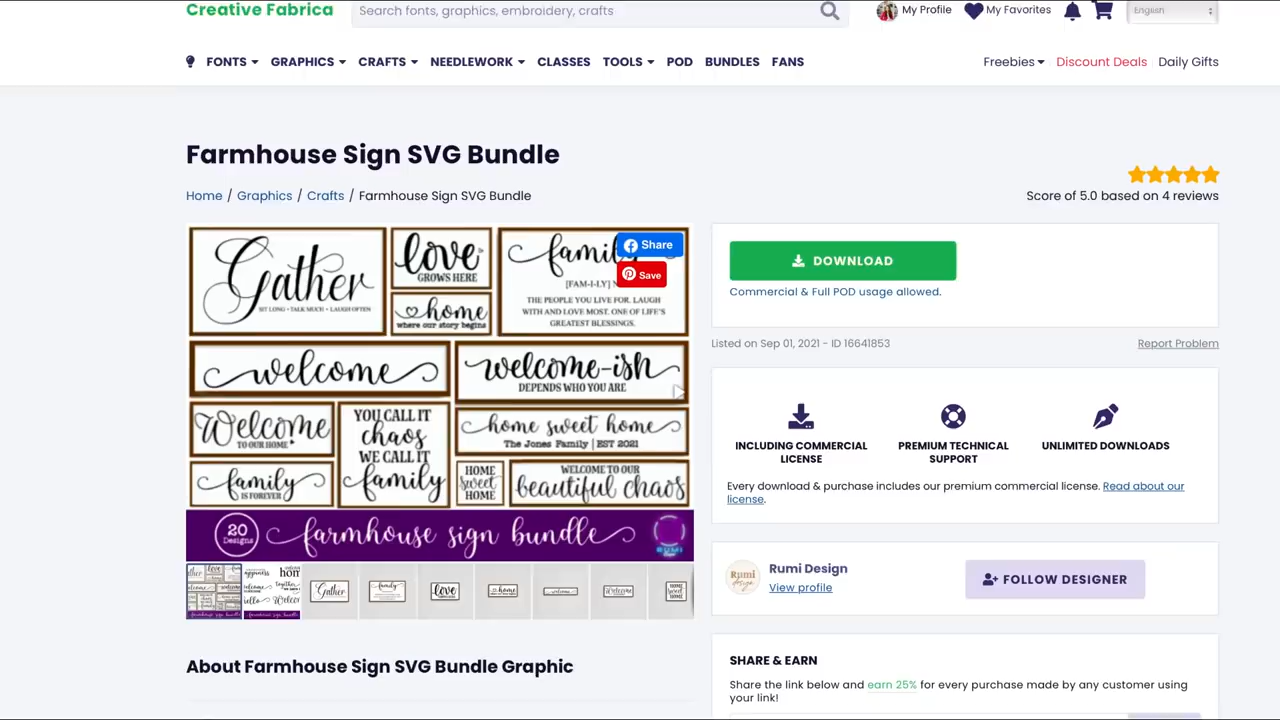 Creative Fabrica
Search fonts, graphics, embroidery, crafts
My Profile
My Favorites
English
FONTS
GRAPHICS
CRAFTS
NEEDLEWORK
CLASSES
TOOLS
POD
BUNDLES
FANS
Freebies
Discount Deals
Daily Gifts
Farmhouse Sign SVG Bundle
Home / Graphics / Crafts / Farmhouse Sign SVG Bundle
Score of 5.0 based on 4 reviews
Gather
SIT LONG • TALK MUCH • LAUGH OFTEN
love
GROWS HERE
home
where our story begins
family
[FAM-I-LY]
THE PEOPLE YOU LIVE FOR. LAUGH
WITH AND LOVE MOST. ONE OF LIFE'S
GREATEST BLESSINGS.
Share
Save
welcome
welcome-ish
DEPENDS WHO YOU ARE
Welcome
TO OUR HOME
YOU CALL IT
chaos
WE CALL IT
family
home sweet home
The Jones Family | EST 2021
family
IS FOREVER
HOME
sweet
HOME
WELCOME TO OUR
beautiful chaos
20
Designs
farmhouse sign bundle
DOWNLOAD
Commercial & Full POD usage allowed.
Listed on Sep 01, 2021 - ID 16641853
Report Problem
INCLUDING COMMERCIAL
LICENSE
PREMIUM TECHNICAL
SUPPORT
UNLIMITED DOWNLOADS
Every download & purchase includes our premium commercial license. Read about our
license.
Rumi
design
Rumi Design
View profile
FOLLOW DESIGNER
About Farmhouse Sign SVG Bundle Graphic
SHARE & EARN
Share the link below and earn 25% for every purchase made by any customer using
your link!